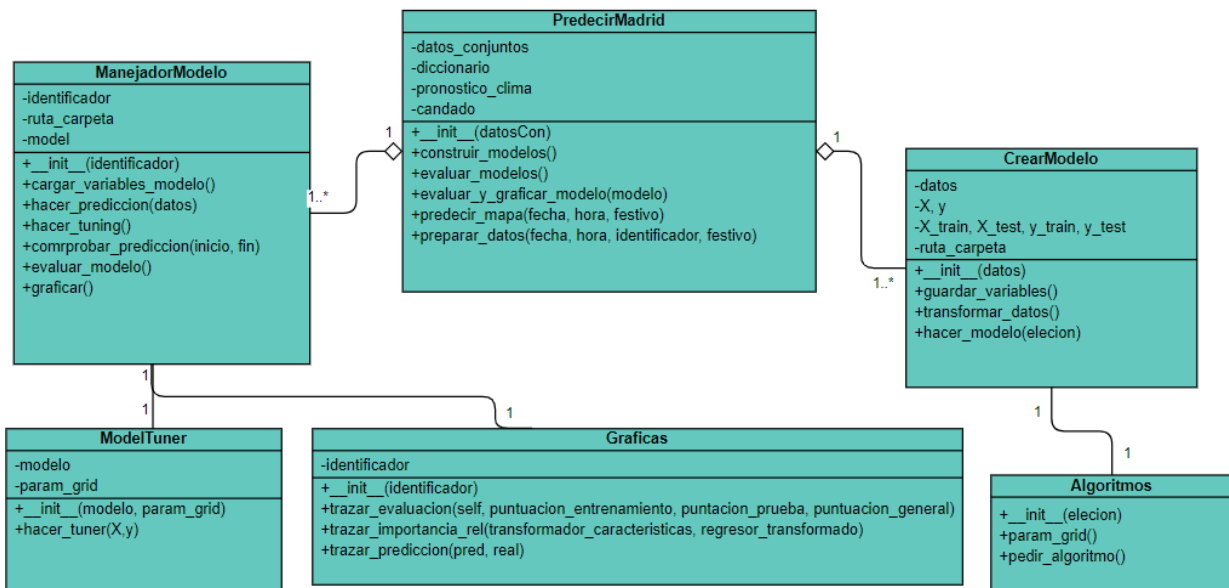 PredecirMadrid
-datos_conjuntos
-diccionario
-pronostico_clima
-candado
+__init__(datosCon)
+construir_modelos()
+evaluar_modelos()
+evaluar_y_graficar_modelo(modelo)
+predecir_mapa(fecha, hora, festivo)
+preparar_datos(fecha, hora, identificador, festivo)
ManejadorModelo
-identificador
-ruta_carpeta
-model
+__init__(identificador)
+cargar_variables_modelo()
+hacer_prediccion(datos)
+hacer_tuning()
+comrprobar_prediccion(inicio, fin)
+evaluar_modelo()
+graficar()
1
1..*
1
1..*
CrearModelo
-datos
-X, y
-X_train, X_test, y_train, y_test
-ruta_carpeta
+__init__(datos)
+guardar_variables()
+transformar_datos()
+hacer_modelo(elecion)
1
1
1
1
1
ModelTuner
-modelo
-param_grid
+__init__(modelo, param_grid)
+hacer_tuner(X,y)
Graficas
-identificador
+__init__(identificador)
+trazar_evaluacion(self, puntuacion_entrenamiento, puntacion_prueba, puntuacion_general)
+trazar_importancia_rel(transformador_caracteristicas, regresor_transformado)
+trazar_prediccion(pred, real)
Algoritmos
+__init__(elecion)
+param_grid()
+pedir_algoritmo()